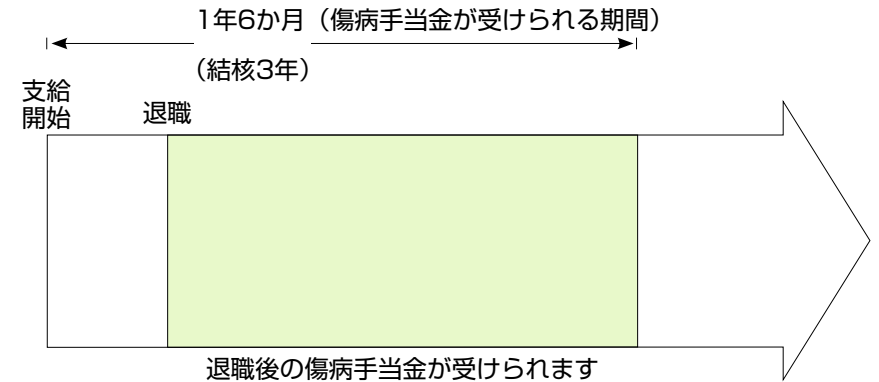 1年6か月（傷病手当金が受けられる期間）
（結核3年）
支給
開始
退職
退職後の傷病手当金が受けられます